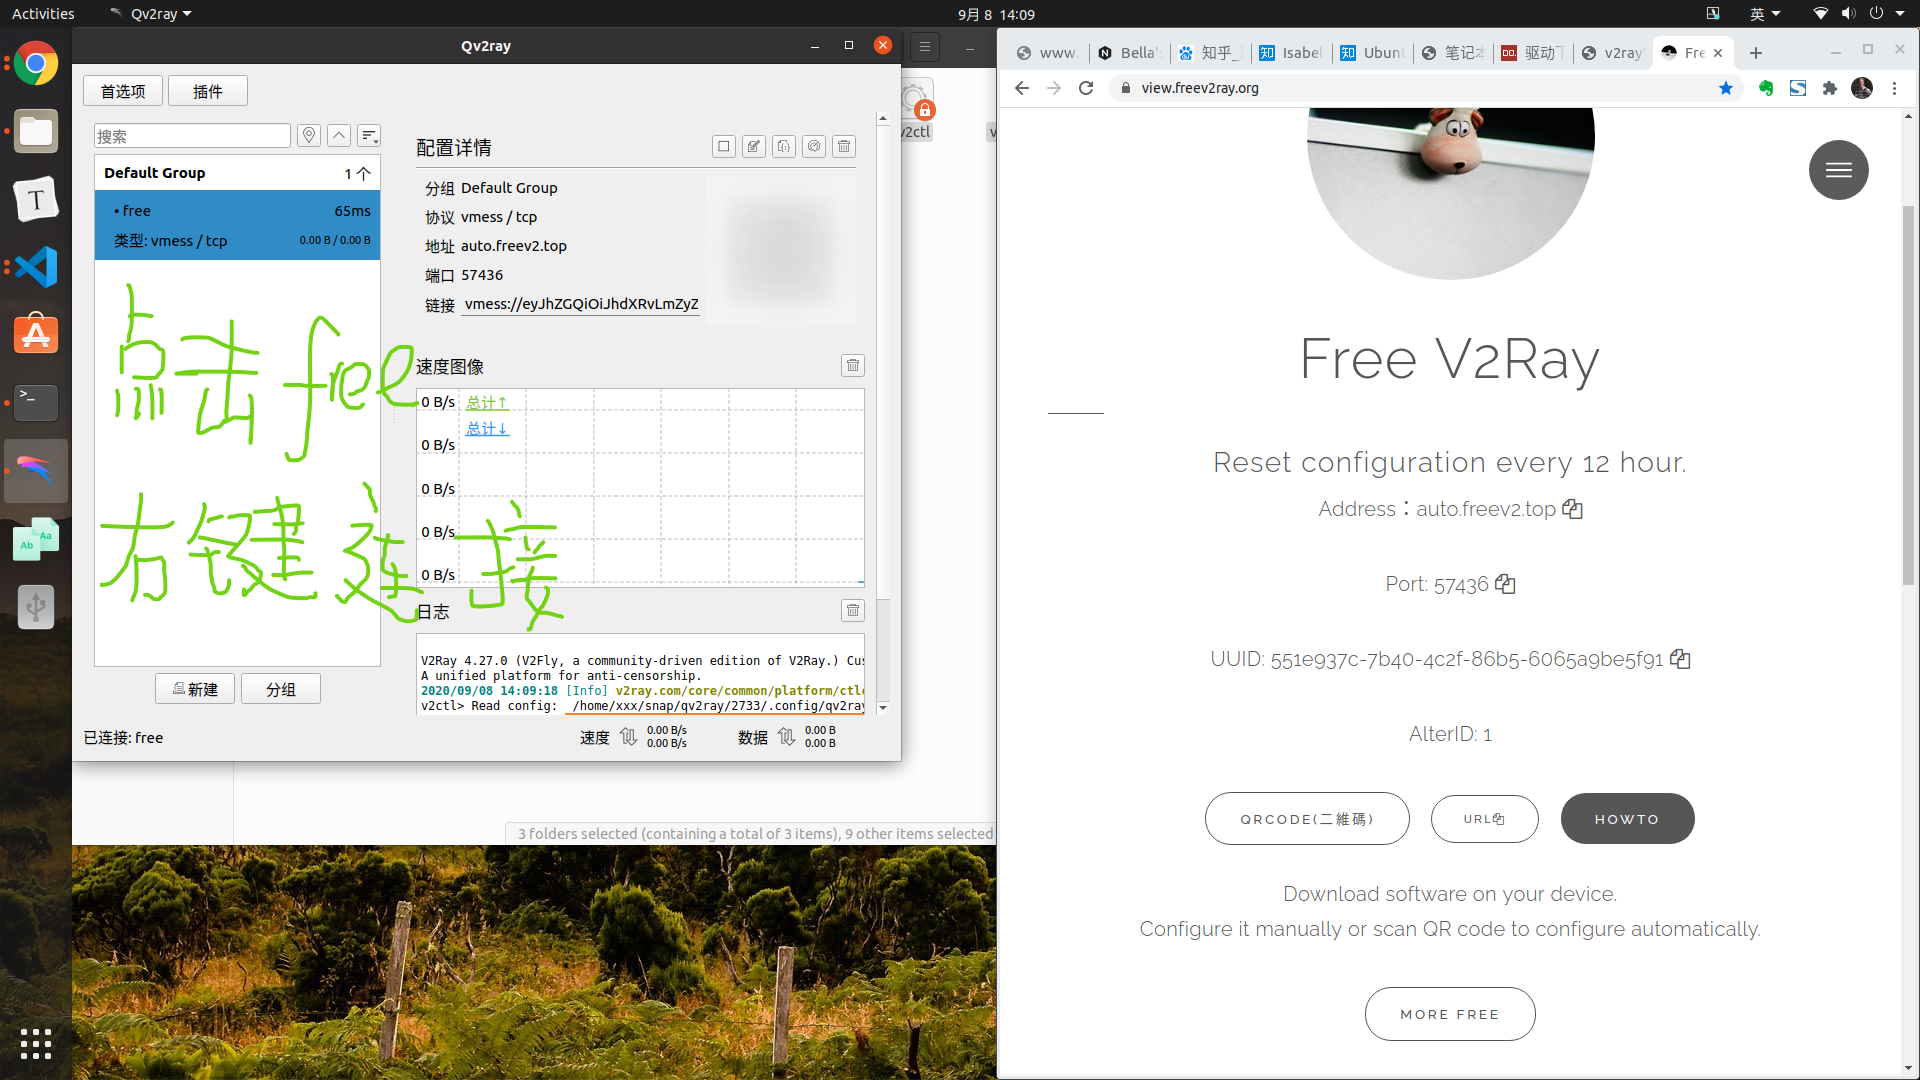 Activities
Qv2ray
9月 8 14:09
英
Qv2ray
首选项
插件
搜索
Default Group
1 个
• free
65ms
类型: vmess / tcp
0.00 B / 0.00 B
点击 free
右键连接
新建
分组
已连接: free
配置详情
分组 Default Group
协议 vmess / tcp
地址 auto.freev2.top
端口 57436
链接 vmess://eyJhZGQiOiJhdXRvLmZyZ
速度图像
0 B/s
总计↑
总计↓
0 B/s
0 B/s
0 B/s
0 B/s
日志
V2Ray 4.27.0 (V2Fly, a community-driven edition of V2Ray.) Cus
A unified platform for anti-censorship.
2020/09/08 14:09:18 [Info] v2ray.com/core/common/platform/ctlc
v2ctl> Read config: /home/xxx/snap/qv2ray/2733/.config/qv2ray
速度
0.00 B/s
0.00 B/s
数据
0.00 B
0.00 B
v2ctl
3 folders selected (containing a total of 3 items), 9 other items selected
www.
Bella'
知乎_
Isabel
Ubunt
笔记本
驱动
v2ray
Fre
view.freev2ray.org
Free V2Ray
Reset configuration every 12 hour.
Address：auto.freev2.top
Port: 57436
UUID: 551e937c-7b40-4c2f-86b5-6065a9be5f91
AlterID: 1
QRCODE(二維碼)
URL
HOWTO
Download software on your device.
Configure it manually or scan QR code to configure automatically.
MORE FREE